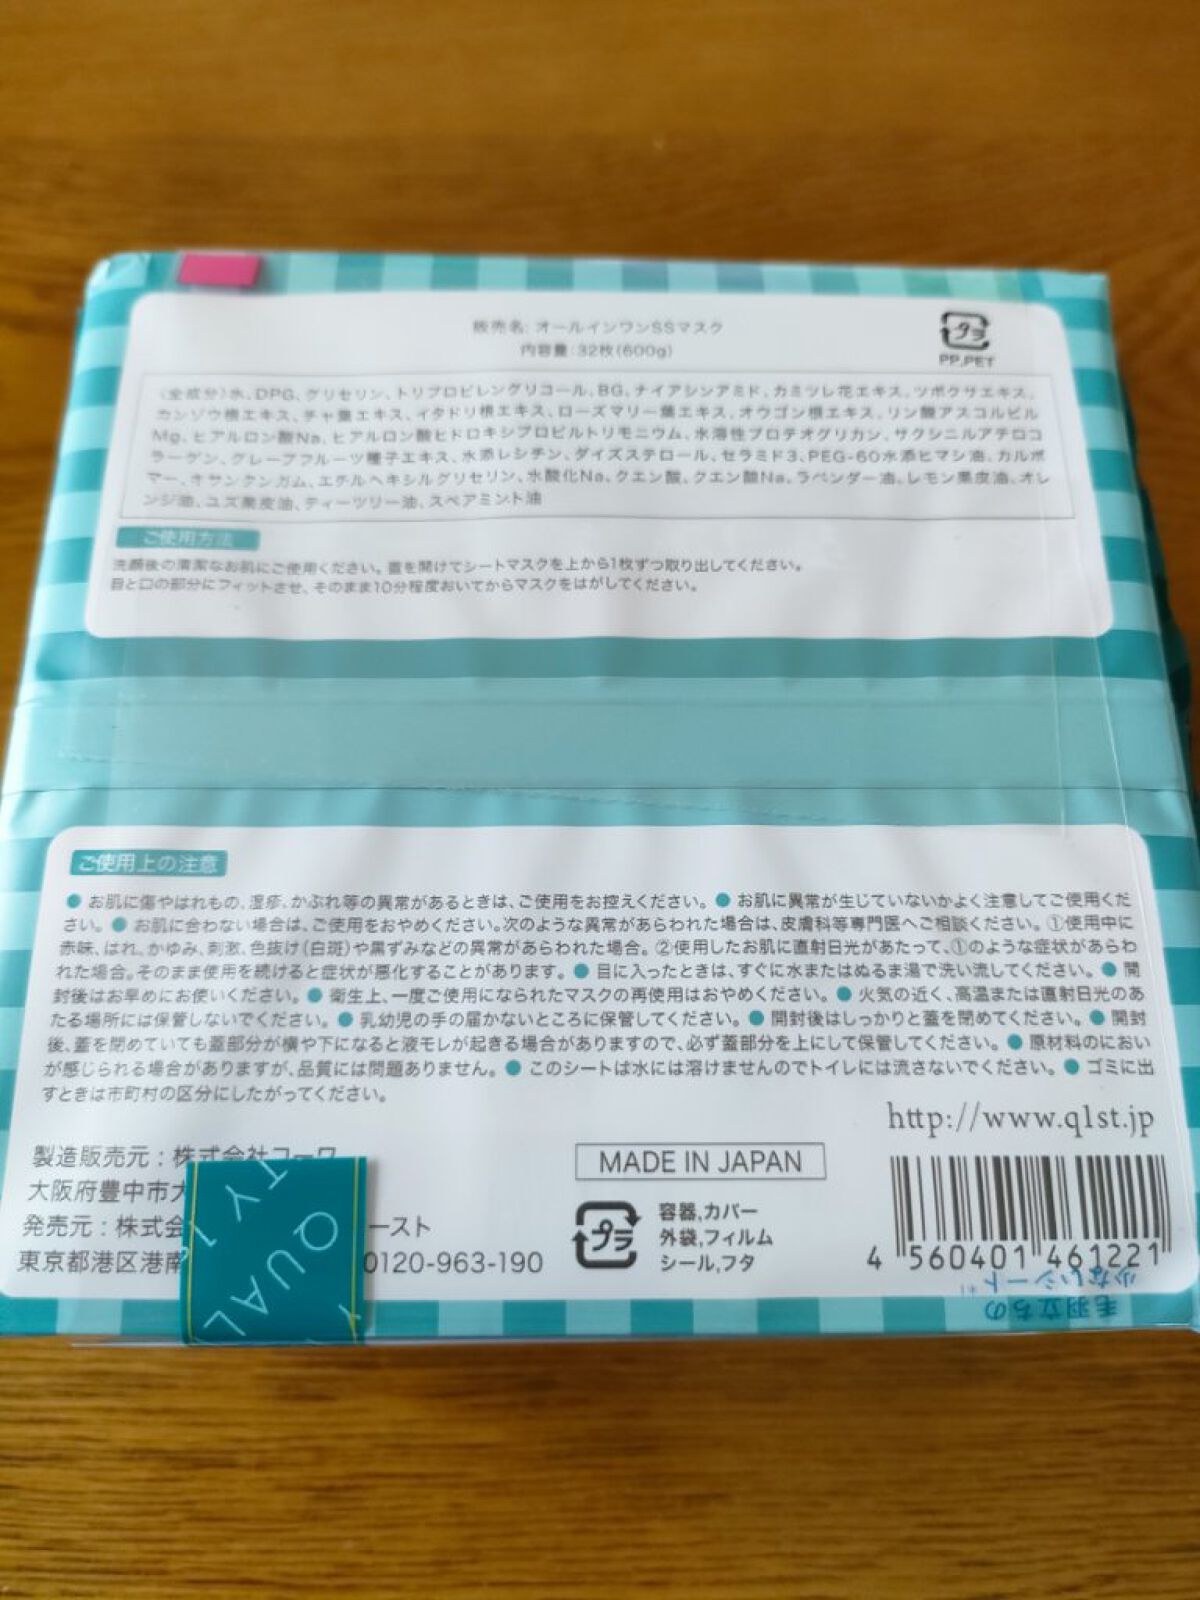 販売名: オールインワンSSマスク
内容量:32枚(600g)
PP,PET
〈全成分〉水、DPG、グリセリン、トリプロピレングリコール、BG、ナイアシンアミド、カミツレ花エキス、ツボクサエキス、
カンゾウ根エキス、チャ葉エキス、イタドリ根エキス、ローズマリー葉エキス、オウゴン根エキス、リン酸アスコルビル
Mg、ヒアルロン酸Na、ヒアルロン酸ヒドロキシプロピルトリモニウム、水溶性プロテオグリカン、サクシニルアテロコ
ラーゲン、グレープフルーツ種子エキス、水添レシチン、ダイズステロール、セラミド3、PEG-60水添ヒマシ油、カルボ
マー、キサンタンガム、エチルヘキシルグリセリン、水酸化Na、クエン酸、クエン酸Na、ラベンダー油、レモン果皮油、オレ
ンジ油、ユズ果皮油、ティーツリー油、スペアミント油
ご使用方法
洗顔後の清潔なお肌にご使用ください。蓋を開けてシートマスクを上から1枚ずつ取り出してください。
目と口の部分にフィットさせ、そのまま10分程度おいてからマスクをはがしてください。
ご使用上の注意
● お肌に傷やはれもの、湿疹、かぶれ等の異常があるときは、ご使用をお控えください。● お肌に異常が生じていないかよく注意してご使用くだ
さい。● お肌に合わない場合は、ご使用をおやめください。次のような異常があらわれた場合は、皮膚科等専門医へご相談ください。①使用中に
赤味、はれ、かゆみ、刺激、色抜け(白斑)や黒ずみなどの異常があらわれた場合。②使用したお肌に直射日光があたって、①のような症状があらわ
れた場合。そのまま使用を続けると症状が悪化することがあります。● 目に入ったときは、すぐに水またはぬるま湯で洗い流してください。● 開
封後はお早めにお使いください。● 衛生上、一度ご使用になられたマスクの再使用はおやめください。● 火気の近く、高温または直射日光のあ
たる場所には保管しないでください。● 乳幼児の手の届かないところに保管してください。● 開封後はしっかりと蓋を閉めてください。● 開封
後、蓋を閉めていても蓋部分が横や下になると液モレが起きる場合がありますので、必ず蓋部分を上にして保管してください。● 原材料のにおい
が感じられる場合がありますが、品質には問題ありません。● このシートは水には溶けませんのでトイレには流さないでください。● ゴミに出
すときは市町村の区分にしたがってください。
http://www.q1st.jp
製造販売元:株式会社コーワ
大阪府豊中市
発売元:株式会 ースト
東京都港区港南 0120-963-190
QUAL
TY 1
MADE IN JAPAN
プラ
容器,カバー
外袋,フィルム
シール,フタ
4 560401 461221
毛羽立ちの
少ないシート*1